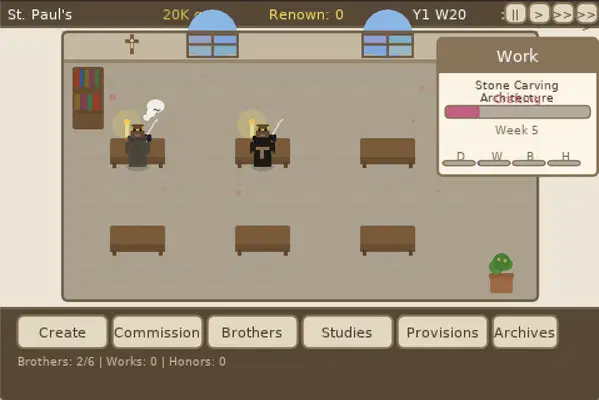 St. Paul's 20K Renown: 0 Y1 W20 || > >> >>
Work
Stone Carving
Architecture
Week 5
D W B H
Create Commission Brothers Studies Provisions Archives
Brothers: 2/6 | Works: 0 | Honors: 0